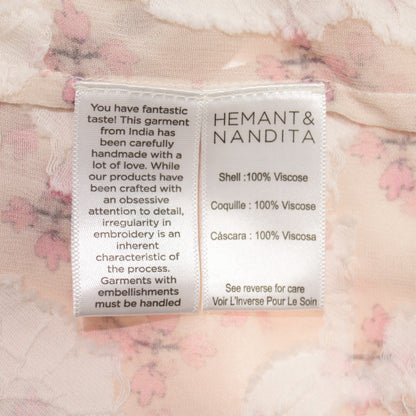 You have fantastic
taste! This garment
from India has
been carefully
handmade with a
lot of love. While
our products have
been crafted with
an obsessive
attention to detail,
irregularity in
embroidery is an
inherent
characteristic of
the process.
Garments with
embellishments
must be handled
HEMANT &
NANDITA
Shell :100% Viscose
Coquille : 100% Viscose
Cáscara : 100% Viscosa
See reverse for care
Voir L'Inverse Pour Le Soin